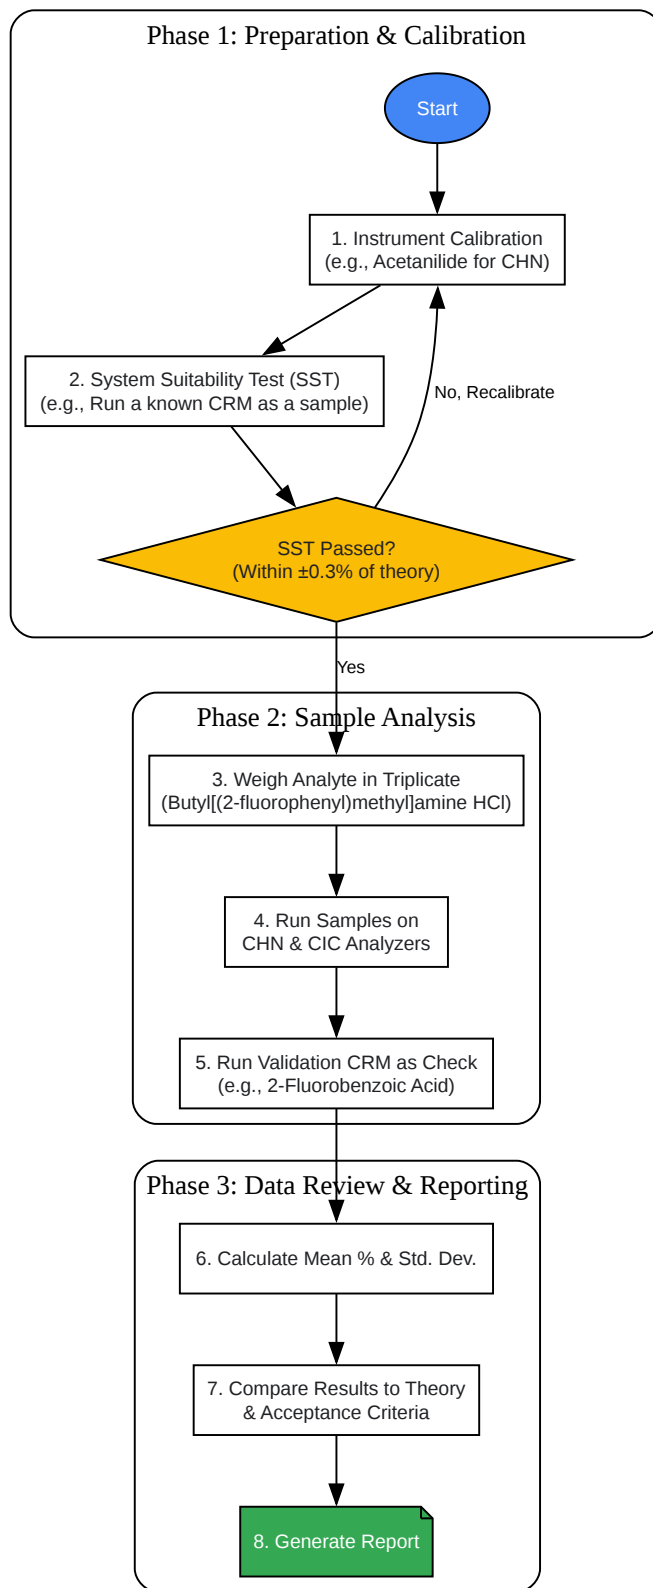 Phase 1: Preparation & Calibration
Start
1. Instrument Calibration
(e.g., Acetanilide for CHN)
2. System Suitability Test (SST)
(e.g., Run a known CRM as a sample)
No, Recalibrate
SST Passed?
(Within ±0.3% of theory)
Yes
Phase 2: Sample Analysis
3. Weigh Analyte in Triplicate
(Butyl[(2-fluorophenyl)methyl]amine HCl)
4. Run Samples on
CHN & CIC Analyzers
5. Run Validation CRM as Check
(e.g., 2-Fluorobenzoic Acid)
Phase 3: Data Review & Reporting
6. Calculate Mean % & Std. Dev.
7. Compare Results to Theory
& Acceptance Criteria
8. Generate Report